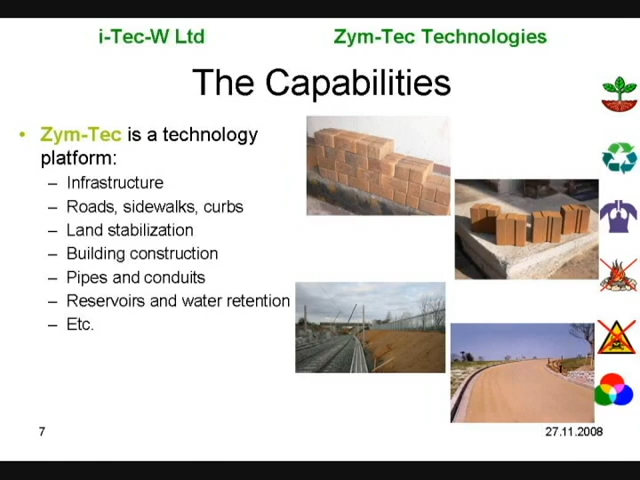 i-Tec-W Ltd Zym-Tec Technologies
The Capabilities
• Zym-Tec is a technology
platform:
– Infrastructure
– Roads, sidewalks, curbs
– Land stabilization
– Building construction
– Pipes and conduits
– Reservoirs and water retention
– Etc.
7 27.11.2008